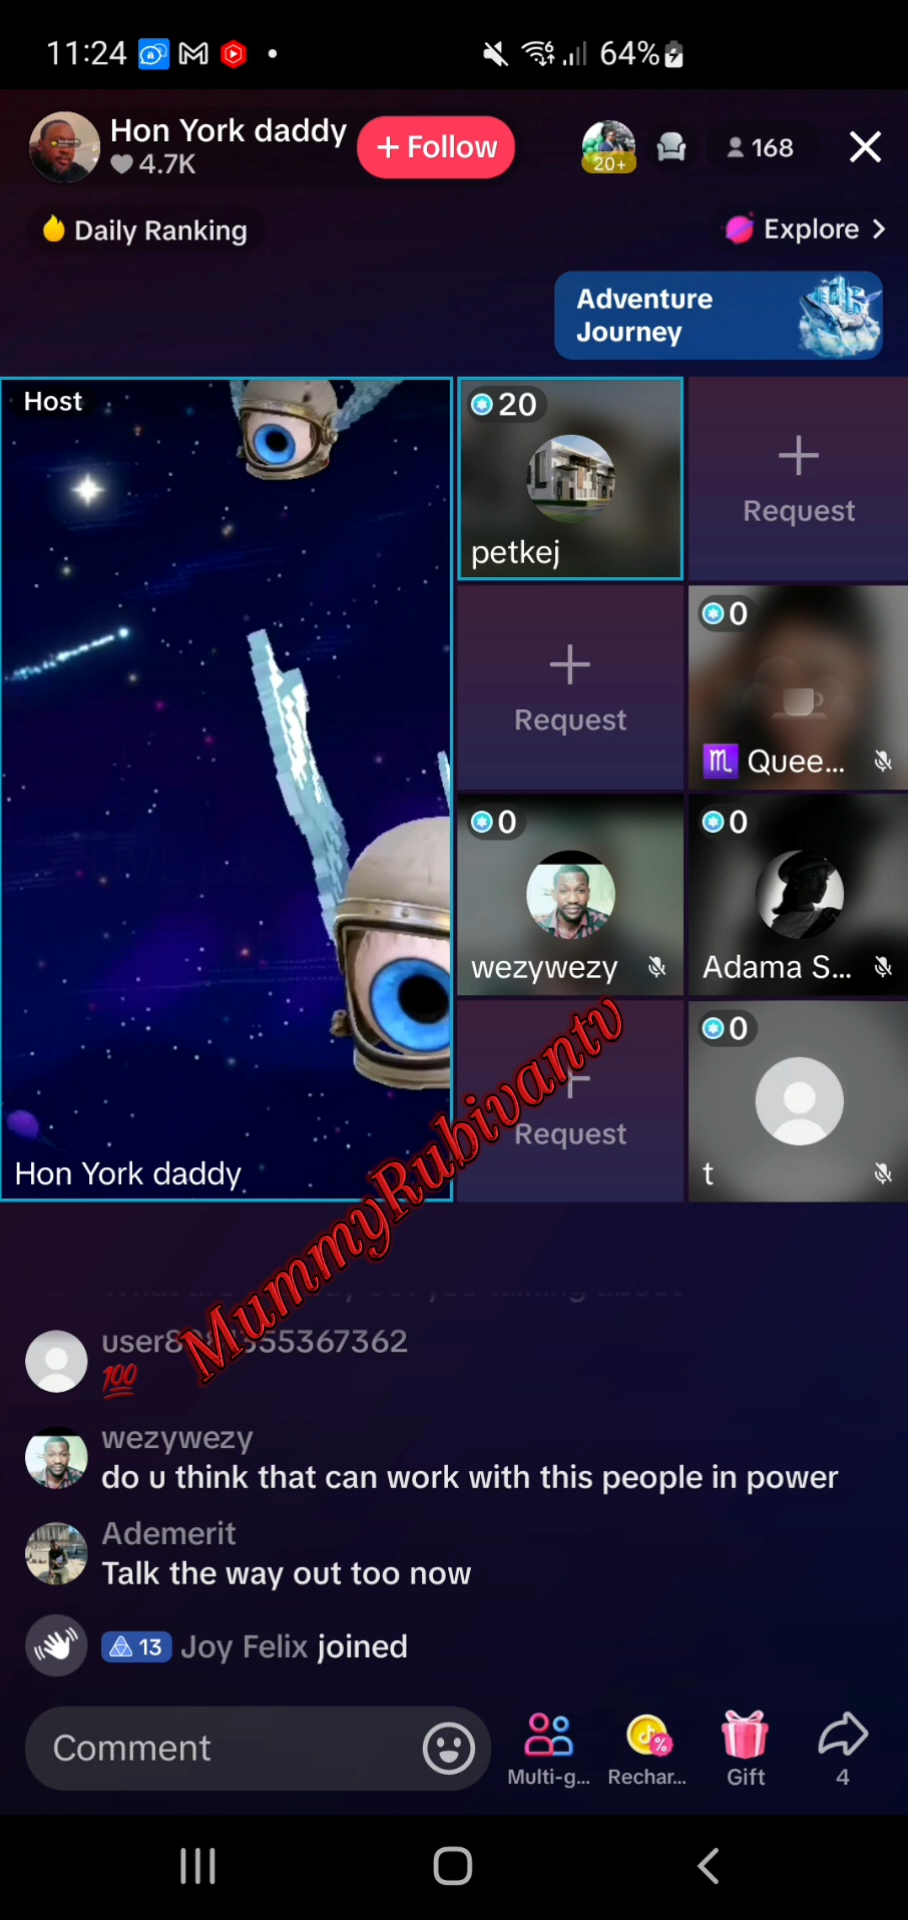 11:24
64%
Hon York daddy
4.7K
+ Follow
20+
168
Daily Ranking
Explore >
Adventure
Journey
Host
20
petkej
Request
Request
0
♏ Quee...
0
wezywezy
0
Adama S...
Request
0
t
Hon York daddy
MummyRubivantv
💯
wezywezy
do u think that can work with this people in power
Ademerit
Talk the way out too now
13 Joy Felix joined
Comment
Multi-g...
Rechar...
Gift
4